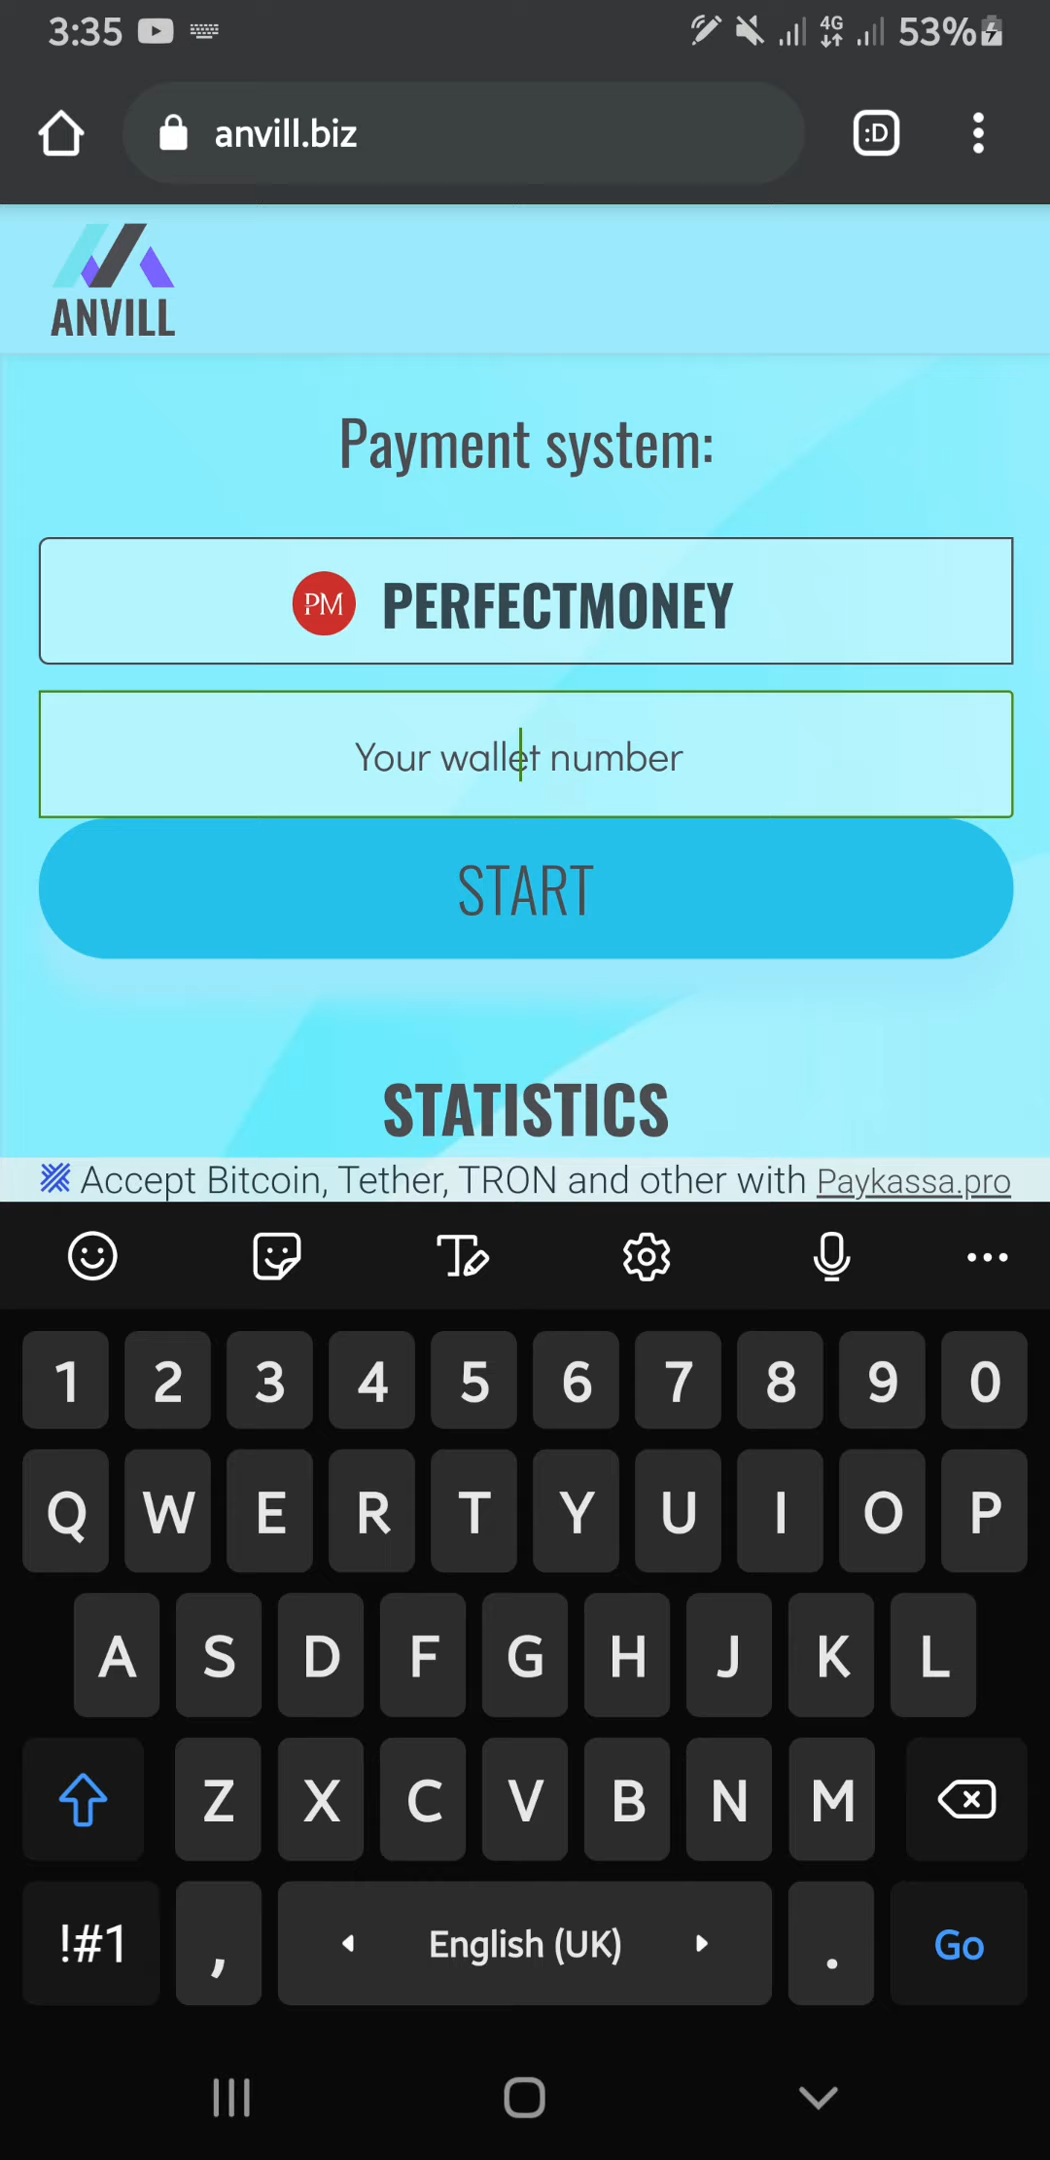 3:35 4G 53%
anvill.biz :D
ANVILL
Payment system:
PM PERFECTMONEY
Your wallet number
START
STATISTICS
Accept Bitcoin, Tether, TRON and other with Paykassa.pro
T
1 2 3 4 5 6 7 8 9 0
Q W E R T Y U I O P
A S D F G H J K L
Z X C V B N M
!#1 , English (UK) . Go